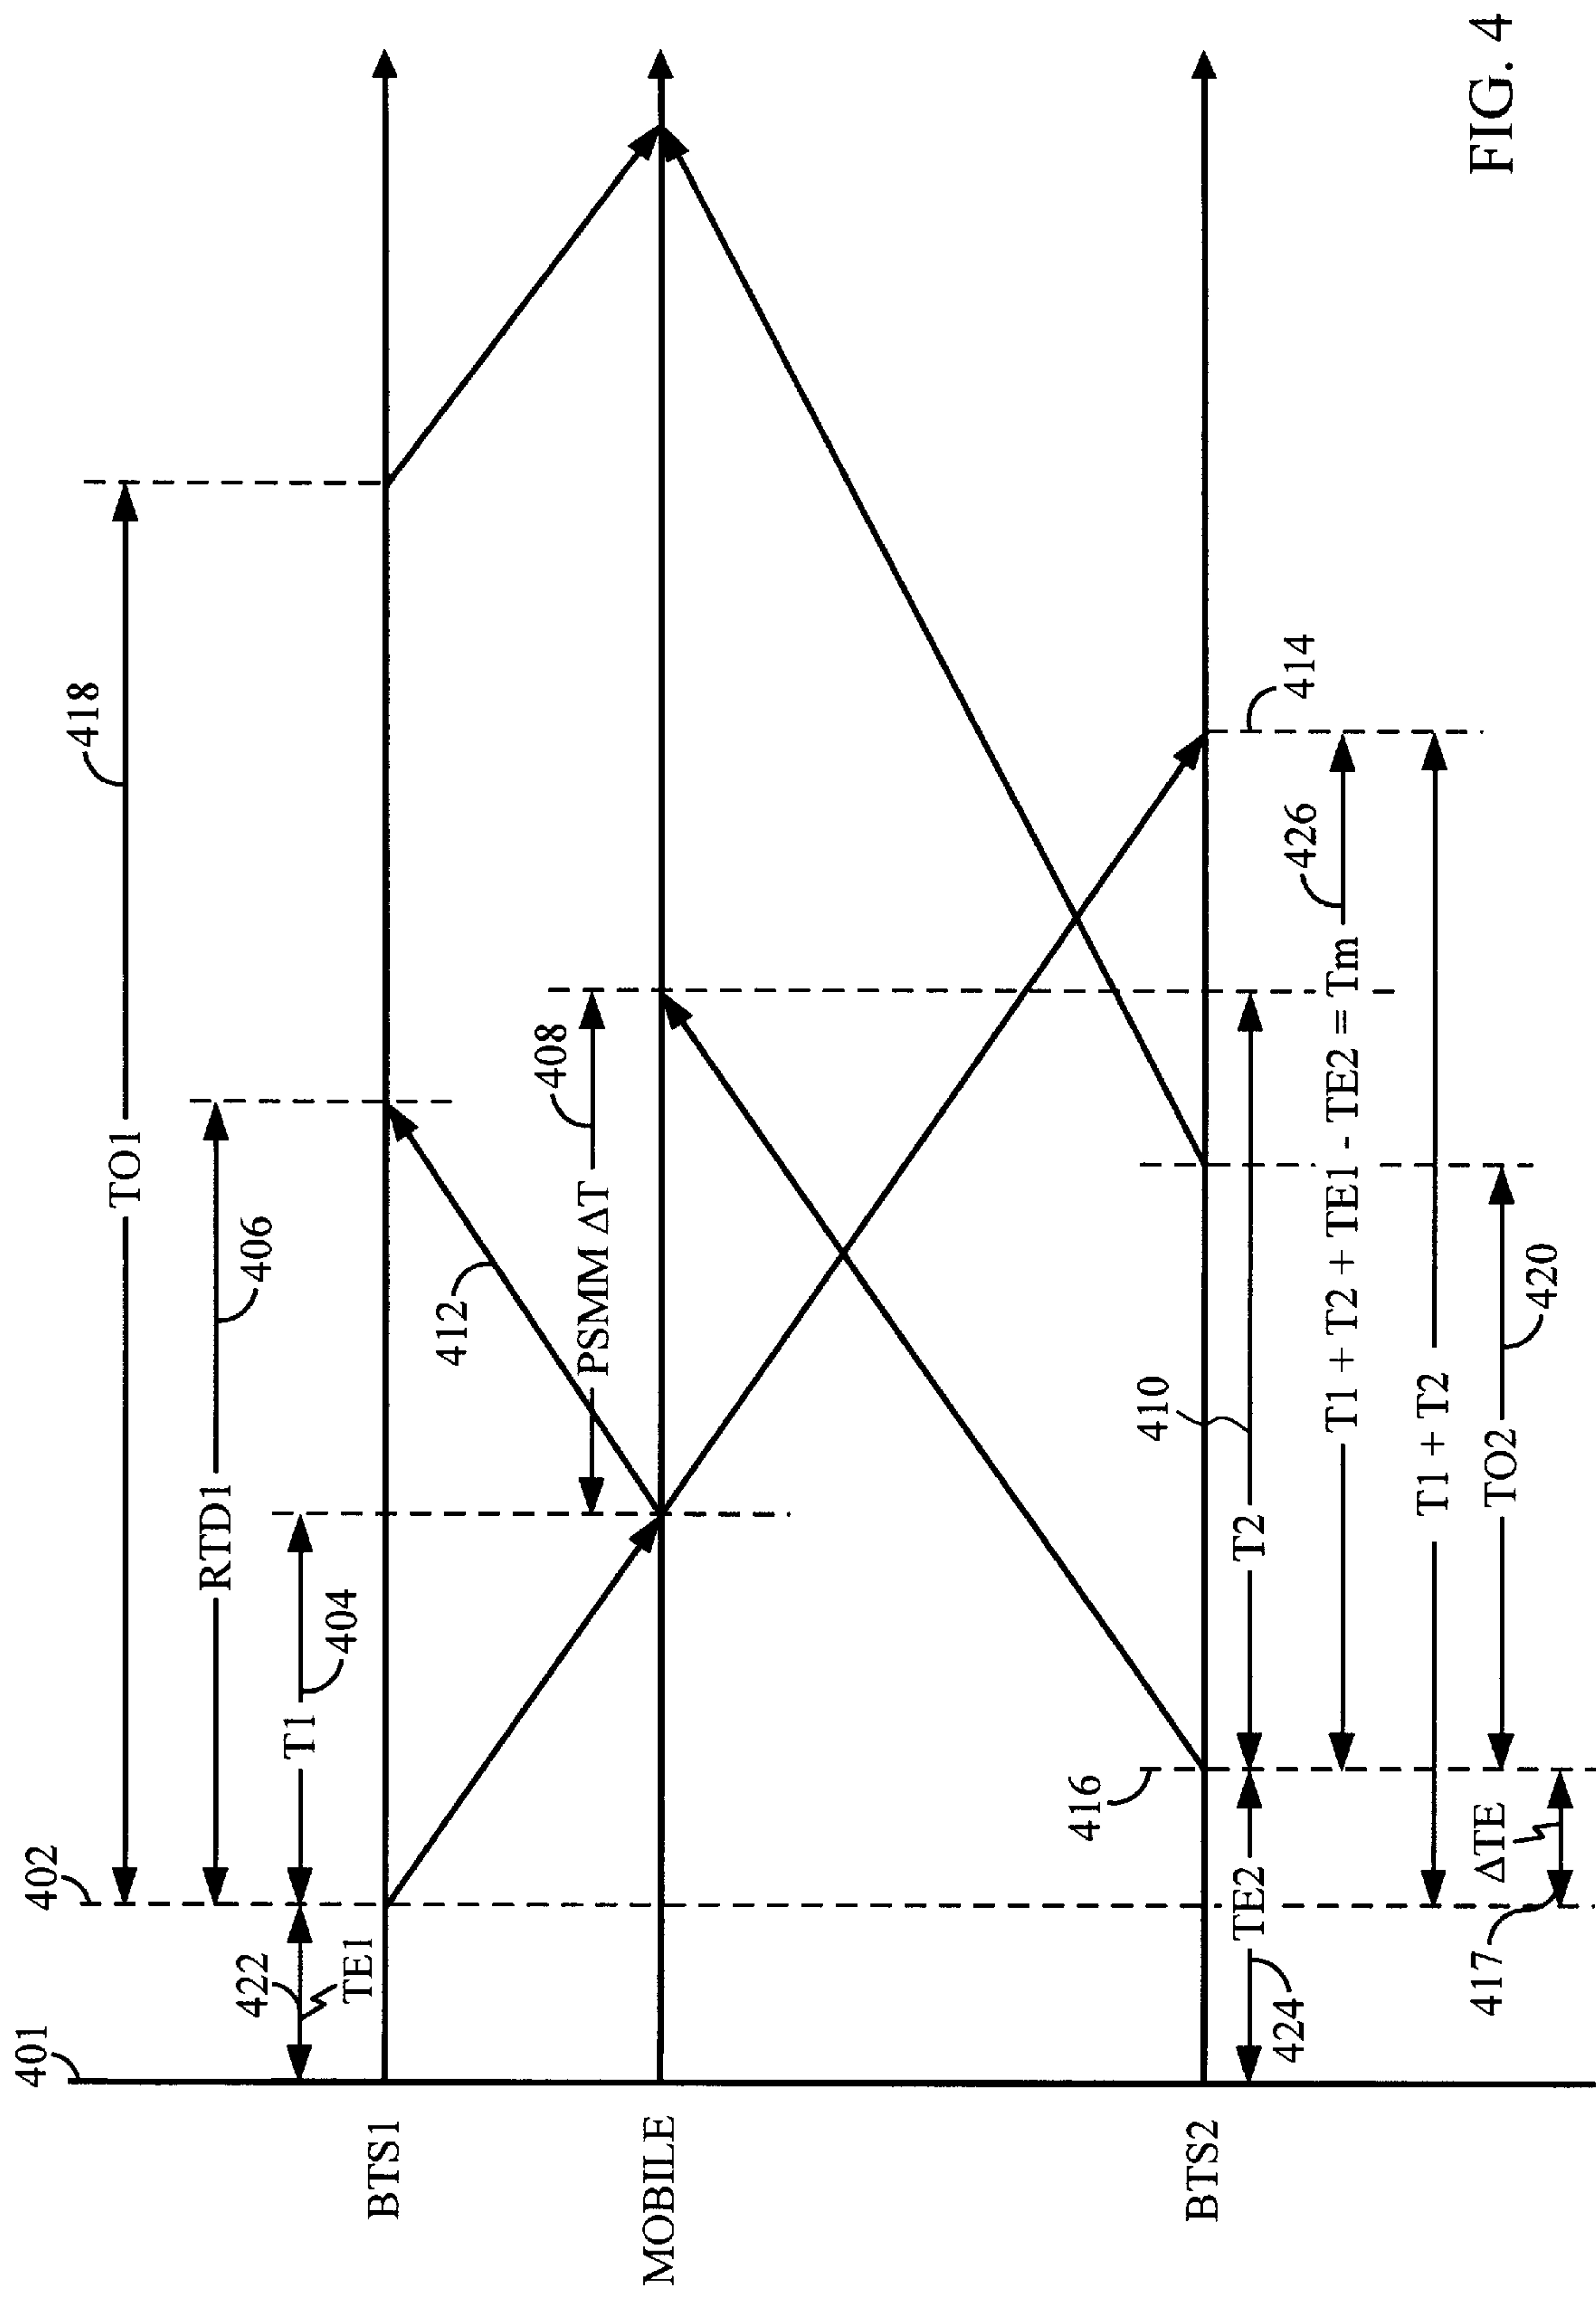 418
TO1
402
RTD1
406
401
422
TE1
T1
404
BTS1
412
PSMM ΔT
408
MOBILE
BTS2
424
TE2
416
T2
410
414
T1 + T2 + TE1 - TE2 = Tm
426
T1 + T2
417
ΔTE
TO2
420
FIG. 4